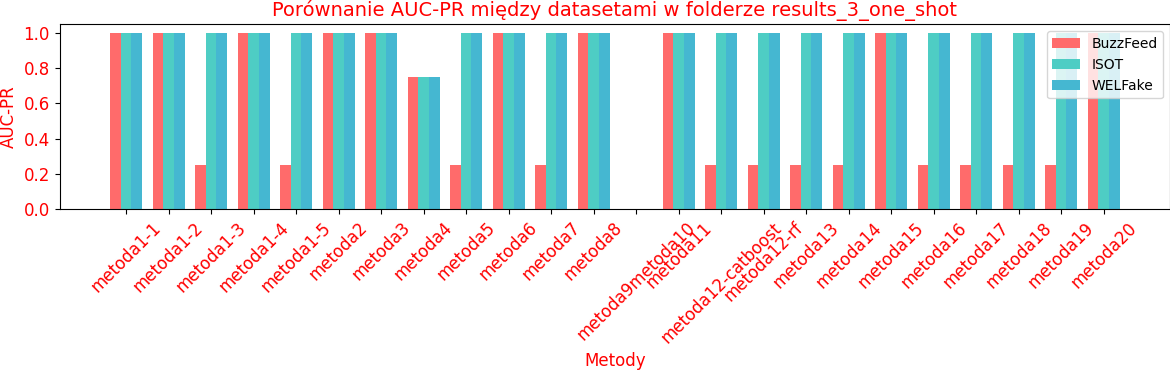 Porównanie AUC-PR między datasetami w folderze results_3_one_shot
AUC-PR
1.0
0.8
0.6
0.4
0.2
0.0
BuzzFeed
ISOT
WELFake
metoda1-1
metoda1-2
metoda1-3
metoda1-4
metoda1-5
metoda2
metoda3
metoda4
metoda5
metoda6
metoda7
metoda8
metoda9metoda10
metoda11
metoda12-catboost
metoda12-rf
metoda13
metoda14
metoda15
metoda16
metoda17
metoda18
metoda19
metoda20
Metody